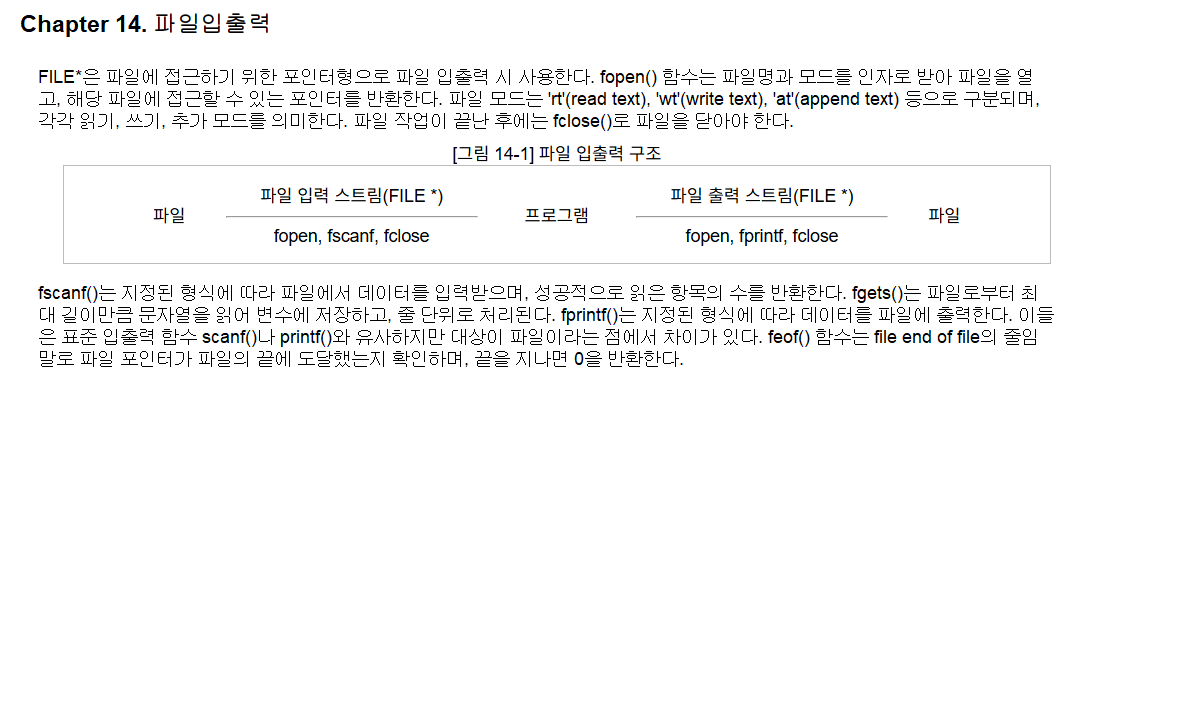 Chapter 14. 파일입출력
FILE*은 파일에 접근하기 위한 포인터형으로 파일 입출력 시 사용한다. fopen() 함수는 파일명과 모드를 인자로 받아 파일을 열
고, 해당 파일에 접근할 수 있는 포인터를 반환한다. 파일 모드는 'rt'(read text), 'wt'(write text), 'at'(append text) 등으로 구분되며,
각각 읽기, 쓰기, 추가 모드를 의미한다. 파일 작업이 끝난 후에는 fclose()로 파일을 닫아야 한다.
[그림 14-1] 파일 입출력 구조
파일 입력 스트림(FILE *) 파일 출력 스트림(FILE *)
파일 프로그램 파일
fopen, fscanf, fclose fopen, fprintf, fclose
fscanf()는 지정된 형식에 따라 파일에서 데이터를 입력받으며, 성공적으로 읽은 항목의 수를 반환한다. fgets()는 파일로부터 최
대 길이만큼 문자열을 읽어 변수에 저장하고, 줄 단위로 처리된다. fprintf()는 지정된 형식에 따라 데이터를 파일에 출력한다. 이들
은 표준 입출력 함수 scanf()나 printf()와 유사하지만 대상이 파일이라는 점에서 차이가 있다. feof() 함수는 file end of file의 줄임
말로 파일 포인터가 파일의 끝에 도달했는지 확인하며, 끝을 지나면 0을 반환한다.